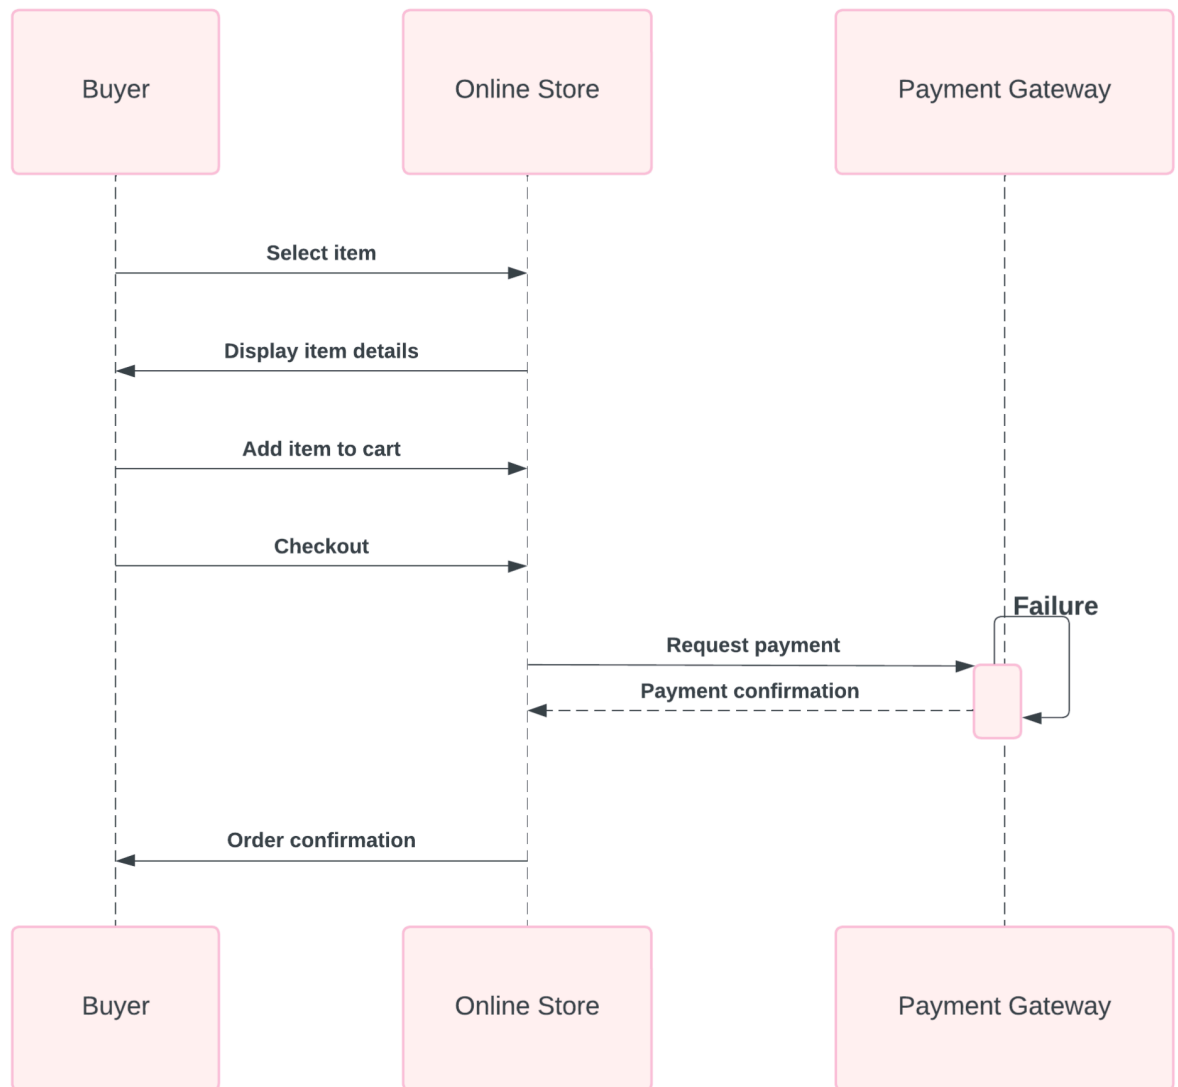 Buyer
Online Store
Payment Gateway
Select item
Display item details
Add item to cart
Checkout
Failure
Request payment
Payment confirmation
Order confirmation
Buyer
Online Store
Payment Gateway